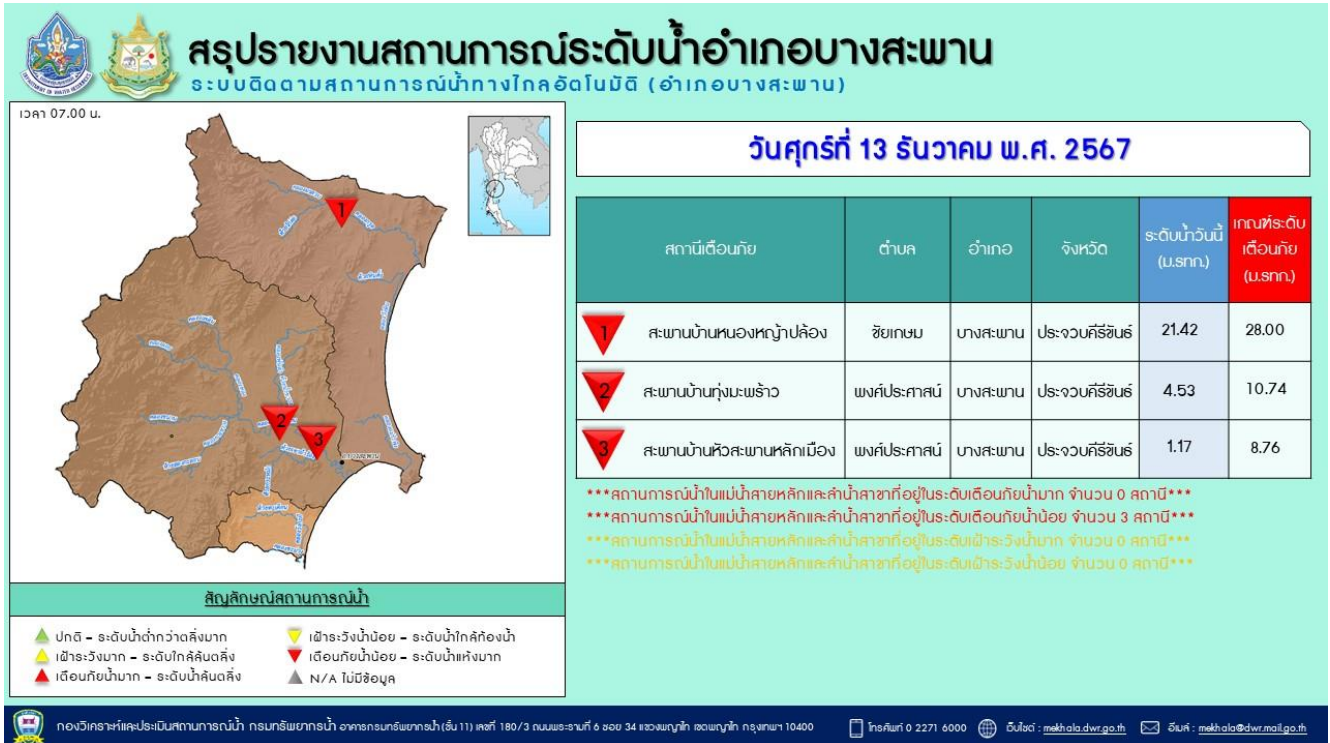 สรุปรายงานสถานการณ์ระดับน้ำอำเภอบางสะพาน
ระบบติดตามสถานการณ์น้ำทางไกลอัตโนมัติ (อำเภอบางสะพาน)
เวลา 07.00 น.
1
2
3
วันศุกร์ที่ 13 ธันวาคม พ.ศ. 2567
สถานีเตือนภัย ตำบล อำเภอ จังหวัด ระดับน้ำวันนี้ (ม.รทก.) เกณฑ์ระดับเตือนภัย (ม.รทก.)
1 สะพานบ้านหนองหญ้าปล้อง ชัยเกษม บางสะพาน ประจวบคีรีขันธ์ 21.42 28.00
2 สะพานบ้านทุ่งมะพร้าว พงศ์ประศาสน์ บางสะพาน ประจวบคีรีขันธ์ 4.53 10.74
3 สะพานบ้านหัวสะพานหลักเมือง พงศ์ประศาสน์ บางสะพาน ประจวบคีรีขันธ์ 1.17 8.76
***สถานการณ์น้ำในแม่น้ำสายหลักและลำน้ำสาขาที่อยู่ในระดับเตือนภัยน้ำมาก จำนวน 0 สถานี***
***สถานการณ์น้ำในแม่น้ำสายหลักและลำน้ำสาขาที่อยู่ในระดับเตือนภัยน้ำน้อย จำนวน 3 สถานี***
***สถานการณ์น้ำในแม่น้ำสายหลักและลำน้ำสาขาที่อยู่ในระดับเฝ้าระวังน้ำมาก จำนวน 0 สถานี***
***สถานการณ์น้ำในแม่น้ำสายหลักและลำน้ำสาขาที่อยู่ในระดับเฝ้าระวังน้ำน้อย จำนวน 0 สถานี***
สัญลักษณ์สถานการณ์น้ำ
ปกติ - ระดับน้ำต่ำกว่าตลิ่งมาก
เฝ้าระวังมาก - ระดับใกล้ล้นตลิ่ง
เตือนภัยน้ำมาก - ระดับน้ำล้นตลิ่ง
เฝ้าระวังน้ำน้อย - ระดับน้ำใกล้ท้องน้ำ
เตือนภัยน้ำน้อย - ระดับน้ำแห้งมาก
N/A ไม่มีข้อมูล
กองวิเคราะห์และประเมินสถานการณ์น้ำ กรมทรัพยากรน้ำ อาคารกรมทรัพยากรน้ำ (ชั้น 11) เลขที่ 180/3 ถนนพระรามที่ 6 ซอย 34 แขวงพญาไท เขตพญาไท กรุงเทพฯ 10400
โทรศัพท์ 0 2271 6000
เว็บไซต์ : mekhala.dwr.go.th
อีเมล์ : mekhala@dwr.mail.go.th